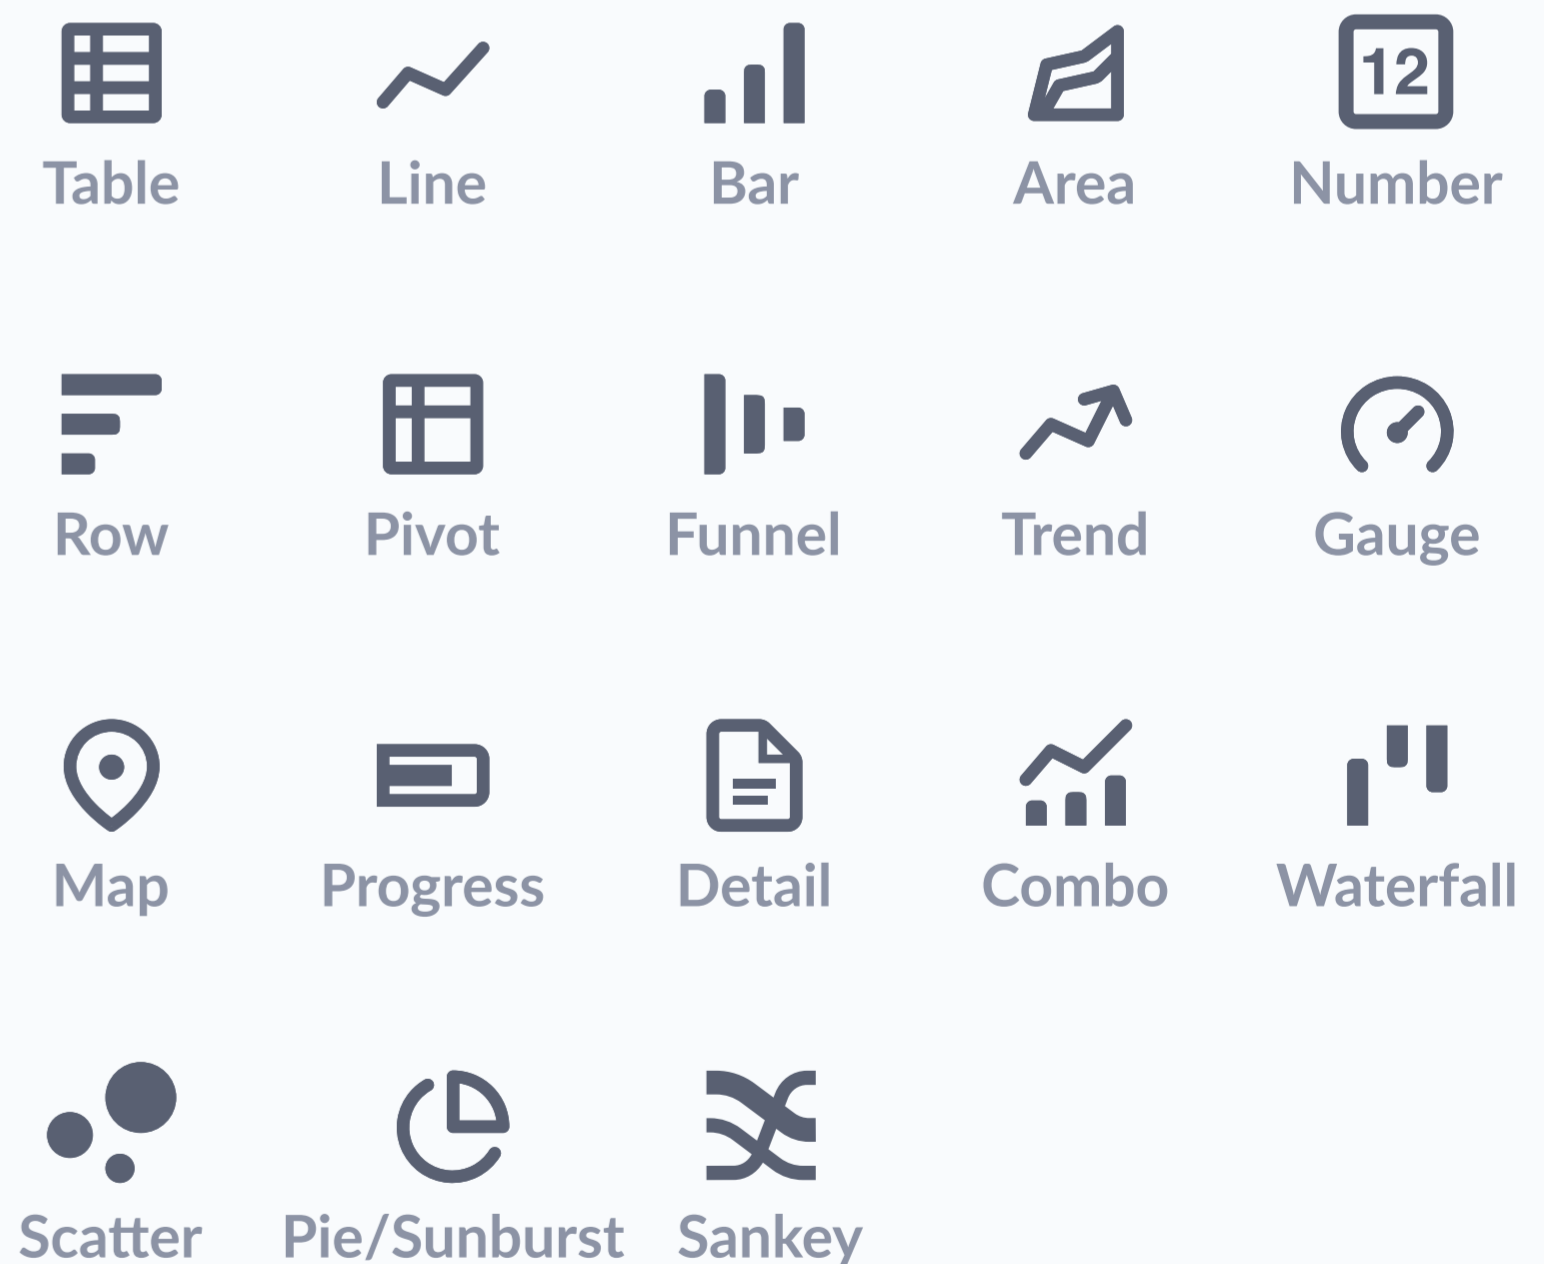 12
Table Line Bar Area Number
Row Pivot Funnel Trend Gauge
Map Progress Detail Combo Waterfall
Scatter Pie/Sunburst Sankey